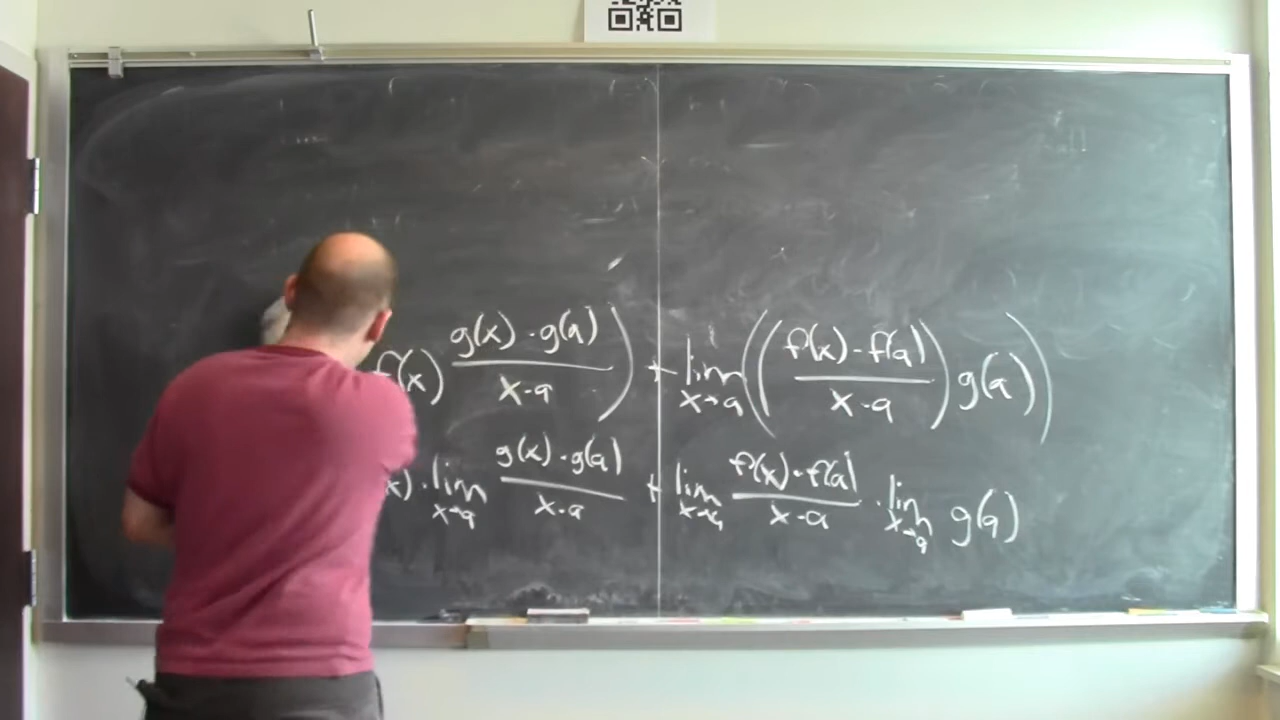 f(x) g(x) - g(a) / x - a ) + lim x→a ( ( f(x) - f(a) / x - a ) g(a) )
x) · lim x→a g(x) - g(a) / x - a + lim x→a f(x) - f(a) / x - a · lim x→a g(a)